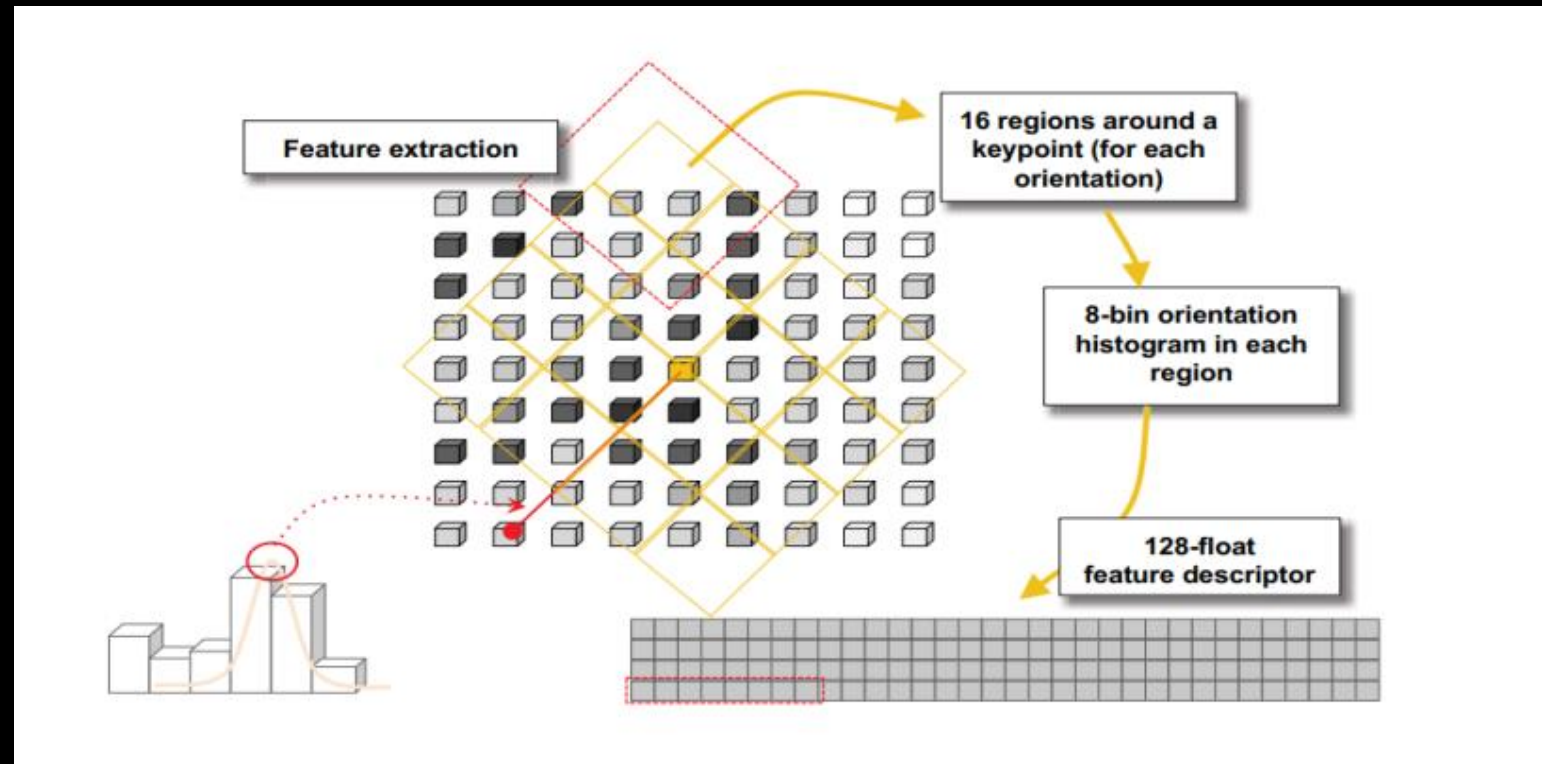 Feature extraction
16 regions around a
keypoint (for each
orientation)
8-bin orientation
histogram in each
region
128-float
feature descriptor